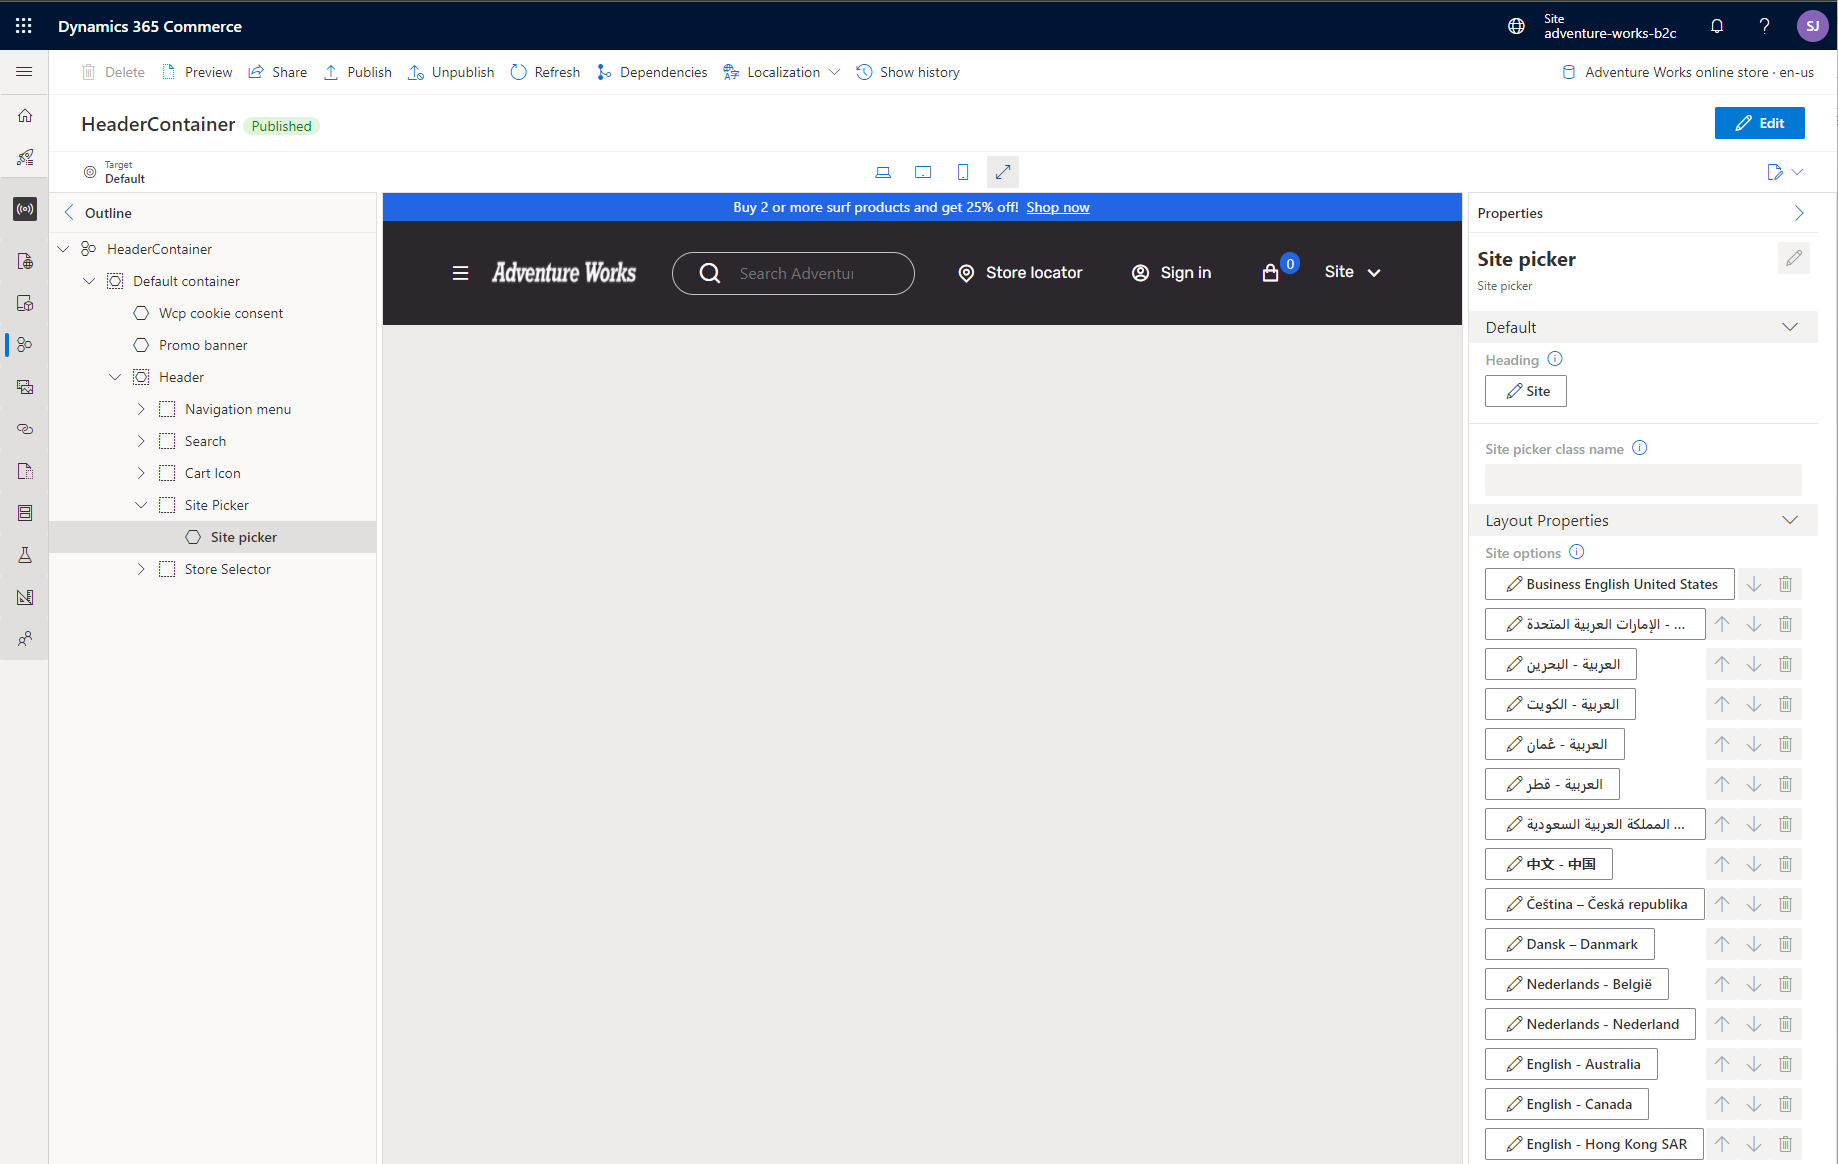 Dynamics 365 Commerce
Site
adventure-works-b2c
?
SJ
Delete
Preview
Share
Publish
Unpublish
Refresh
Dependencies
Localization
Show history
Adventure Works online store · en-us
HeaderContainer
Published
Edit
Target
Default
Outline
HeaderContainer
Default container
Wcp cookie consent
Promo banner
Header
Navigation menu
Search
Cart Icon
Site Picker
Site picker
Store Selector
Buy 2 or more surf products and get 25% off! Shop now
Adventure Works
Search Adventur
Store locator
Sign in
0
Site
Properties
Site picker
Site picker
Default
Heading
Site
Site picker class name
Layout Properties
Site options
Business English United States
الإمارات العربية المتحدة - ...
العربية - البحرين
العربية - الكويت
العربية - عُمان
العربية - قطر
المملكة العربية السعودية ...
中文 - 中国
Čeština – Česká republika
Dansk – Danmark
Nederlands - België
Nederlands - Nederland
English - Australia
English - Canada
English - Hong Kong SAR